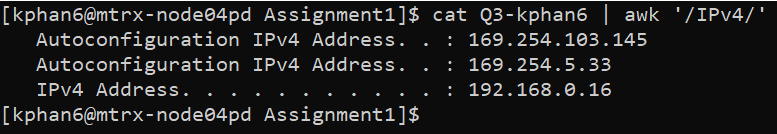 [kphan6@mtrx-node04pd Assignment1]$ cat Q3-kphan6 | awk '/IPv4/'
   Autoconfiguration IPv4 Address. . : 169.254.103.145
   Autoconfiguration IPv4 Address. . : 169.254.5.33
   IPv4 Address. . . . . . . . . . . : 192.168.0.16
[kphan6@mtrx-node04pd Assignment1]$